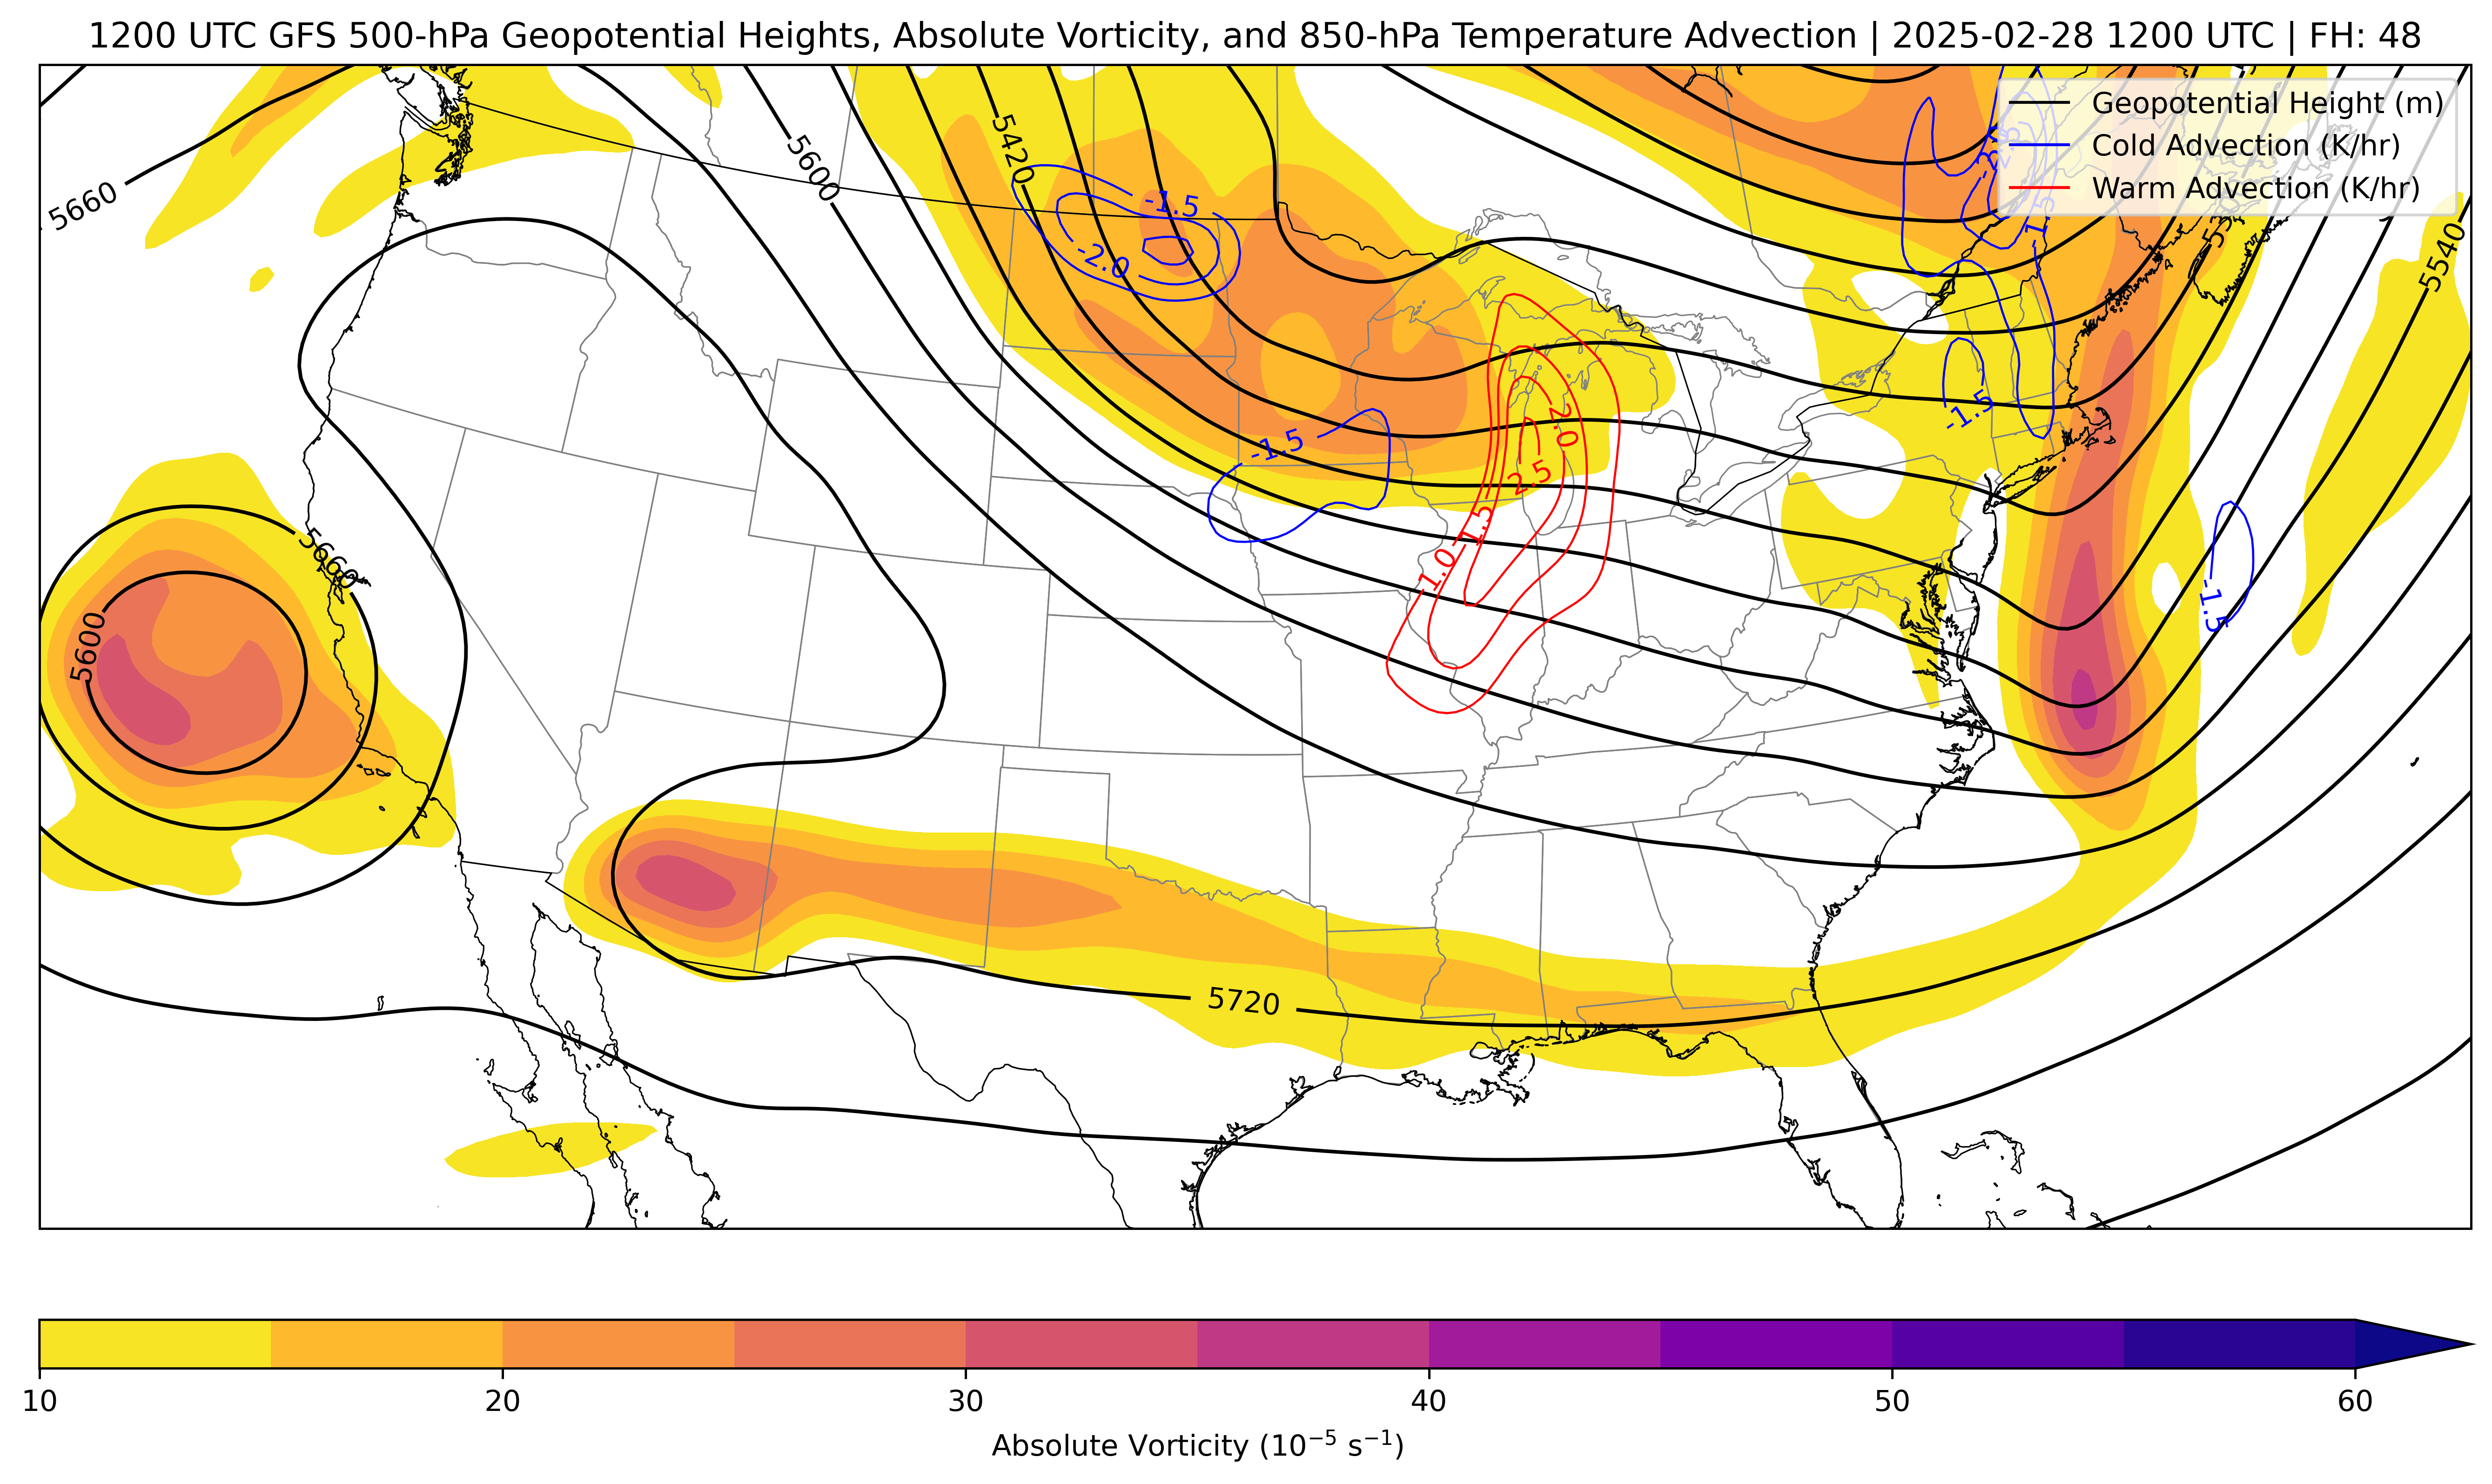 1200 UTC GFS 500-hPa Geopotential Heights, Absolute Vorticity, and 850-hPa Temperature Advection | 2025-02-28 1200 UTC | FH: 48
Geopotential Height (m)
Cold Advection (K/hr)
Warm Advection (K/hr)
5660
5600
5420
-1.5
-2.0
-1.5
5540
-1.5
-1.5
2.0
2.5
1.5
1.0
-1.5
5660
5600
5720
10 20 30 40 50 60
Absolute Vorticity (10⁻⁵ s⁻¹)